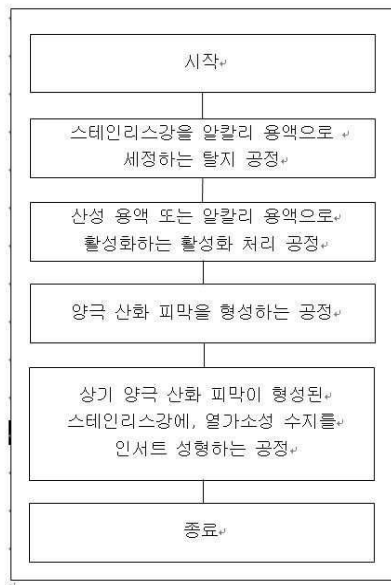 시작
스테인리스강을 알칼리 용액으로
세정하는 탈지 공정
산성 용액 또는 알칼리 용액으로
활성화하는 활성화 처리 공정
양극 산화 피막을 형성하는 공정
상기 양극 산화 피막이 형성된
스테인리스강에, 열가소성 수지를
인서트 성형하는 공정
종료